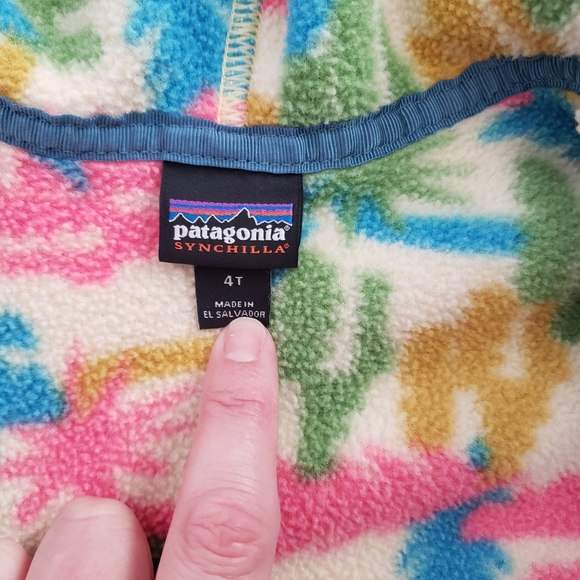 patagonia®
SYNCHILLA®
4T
MADE IN
EL SALVADOR